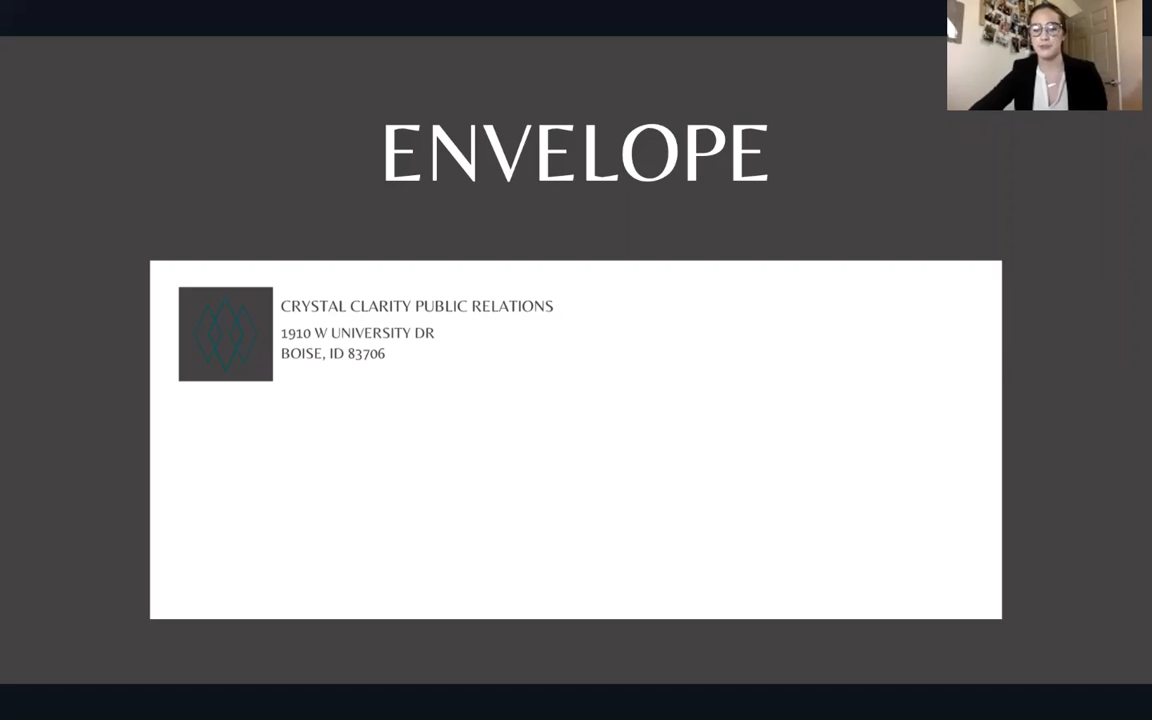 ENVELOPE
CRYSTAL CLARITY PUBLIC RELATIONS
1910 W UNIVERSITY DR
BOISE, ID 83706